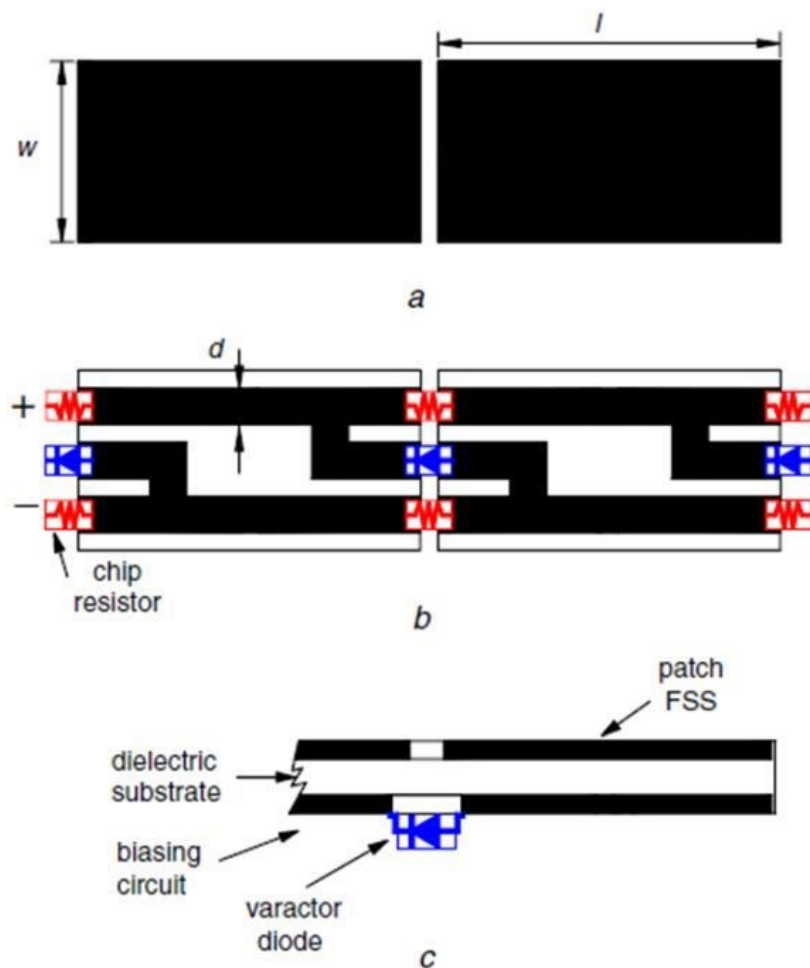 l
w
a
d
+
−
chip
resistor
b
patch
FSS
dielectric
substrate
biasing
circuit
varactor
diode
c